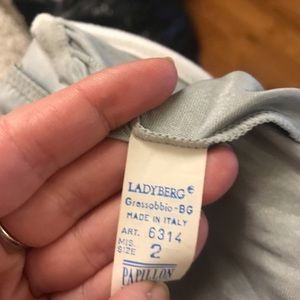 LADYBERG®
Grassobbio-BG
MADE IN ITALY
ART. 6314
MIS.
SIZE 2
PAPILLON